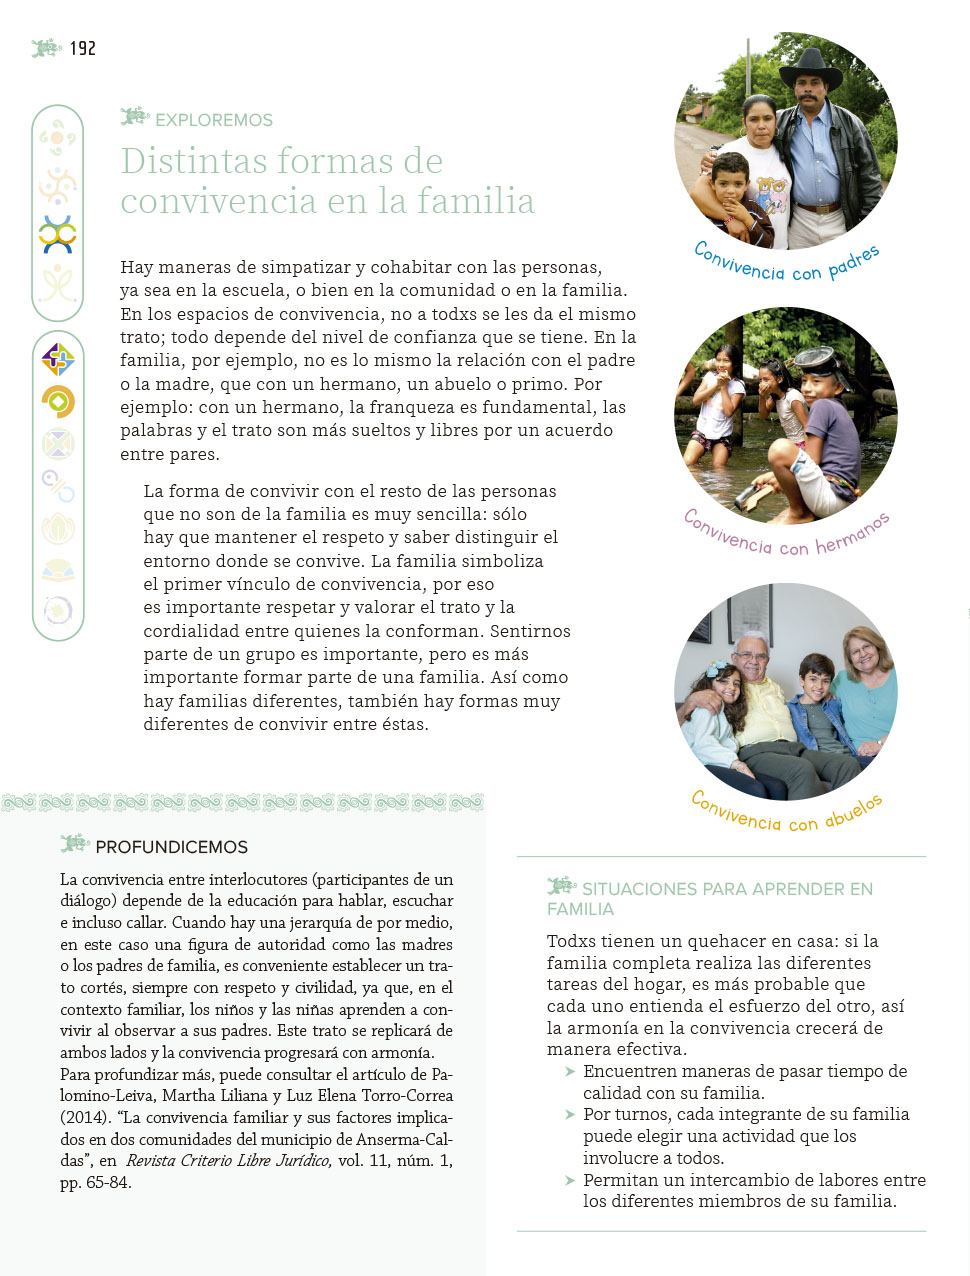 192
EXPLOREMOS
Distintas formas de
convivencia en la familia
Hay maneras de simpatizar y cohabitar con las personas,
ya sea en la escuela, o bien en la comunidad o en la familia.
En los espacios de convivencia, no a todxs se les da el mismo
trato; todo depende del nivel de confianza que se tiene. En la
familia, por ejemplo, no es lo mismo la relación con el padre
o la madre, que con un hermano, un abuelo o primo. Por
ejemplo: con un hermano, la franqueza es fundamental, las
palabras y el trato son más sueltos y libres por un acuerdo
entre pares.
La forma de convivir con el resto de las personas
que no son de la familia es muy sencilla: sólo
hay que mantener el respeto y saber distinguir el
entorno donde se convive. La familia simboliza
el primer vínculo de convivencia, por eso
es importante respetar y valorar el trato y la
cordialidad entre quienes la conforman. Sentirnos
parte de un grupo es importante, pero es más
importante formar parte de una familia. Así como
hay familias diferentes, también hay formas muy
diferentes de convivir entre éstas.
Convivencia con padres
Convivencia con hermanos
Convivencia con abuelos
PROFUNDICEMOS
La convivencia entre interlocutores (participantes de un
diálogo) depende de la educación para hablar, escuchar
e incluso callar. Cuando hay una jerarquía de por medio,
en este caso una figura de autoridad como las madres
o los padres de familia, es conveniente establecer un tra-
to cortés, siempre con respeto y civilidad, ya que, en el
contexto familiar, los niños y las niñas aprenden a con-
vivir al observar a sus padres. Este trato se replicará de
ambos lados y la convivencia progresará con armonía.
Para profundizar más, puede consultar el artículo de Pa-
lomino-Leiva, Martha Liliana y Luz Elena Torro-Correa
(2014). “La convivencia familiar y sus factores implica-
dos en dos comunidades del municipio de Anserma-Cal-
das”, en Revista Criterio Libre Jurídico, vol. 11, núm. 1,
pp. 65-84.
SITUACIONES PARA APRENDER EN
FAMILIA
Todxs tienen un quehacer en casa: si la
familia completa realiza las diferentes
tareas del hogar, es más probable que
cada uno entienda el esfuerzo del otro, así
la armonía en la convivencia crecerá de
manera efectiva.
➤ Encuentren maneras de pasar tiempo de
calidad con su familia.
➤ Por turnos, cada integrante de su familia
puede elegir una actividad que los
involucre a todos.
➤ Permitan un intercambio de labores entre
los diferentes miembros de su familia.